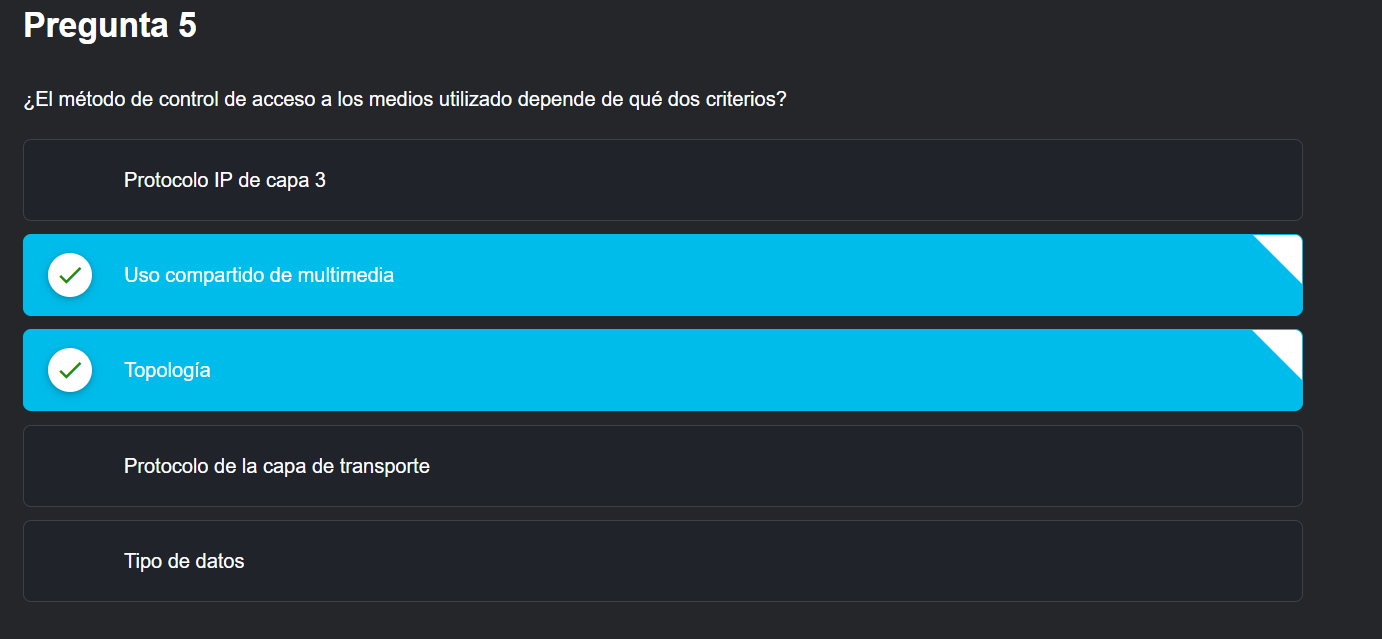 Pregunta 5
¿El método de control de acceso a los medios utilizado depende de qué dos criterios?
Protocolo IP de capa 3
Uso compartido de multimedia
Topología
Protocolo de la capa de transporte
Tipo de datos